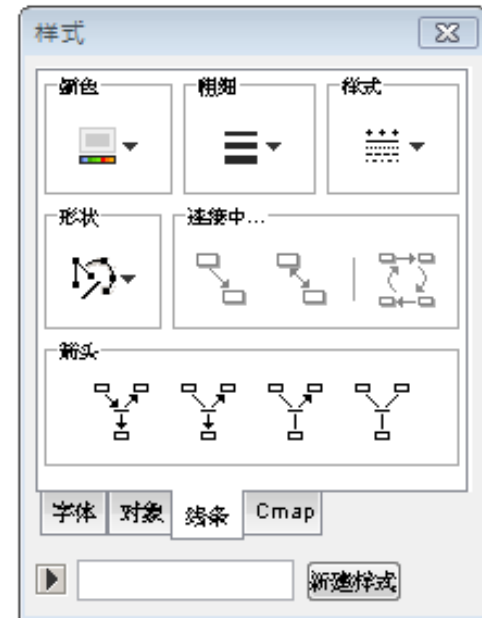 样式
颜色 粗细 样式
形状 连接中...
箭头
字体 对象 线条 Cmap
新建样式